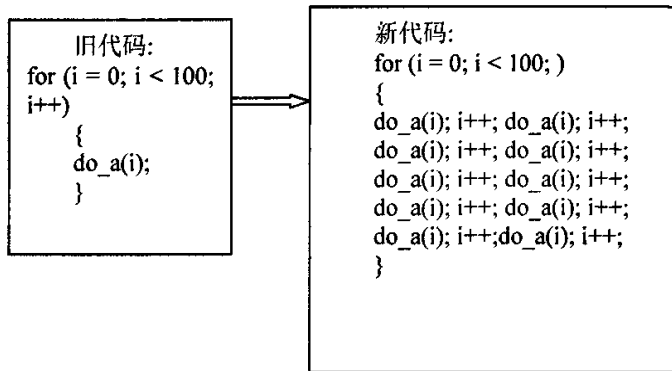 旧代码:
for (i = 0; i < 100;
i++)
{
do_a(i);
}
新代码:
for (i = 0; i < 100; )
{
do_a(i); i++; do_a(i); i++;
do_a(i); i++; do_a(i); i++;
do_a(i); i++; do_a(i); i++;
do_a(i); i++; do_a(i); i++;
do_a(i); i++;do_a(i); i++;
}